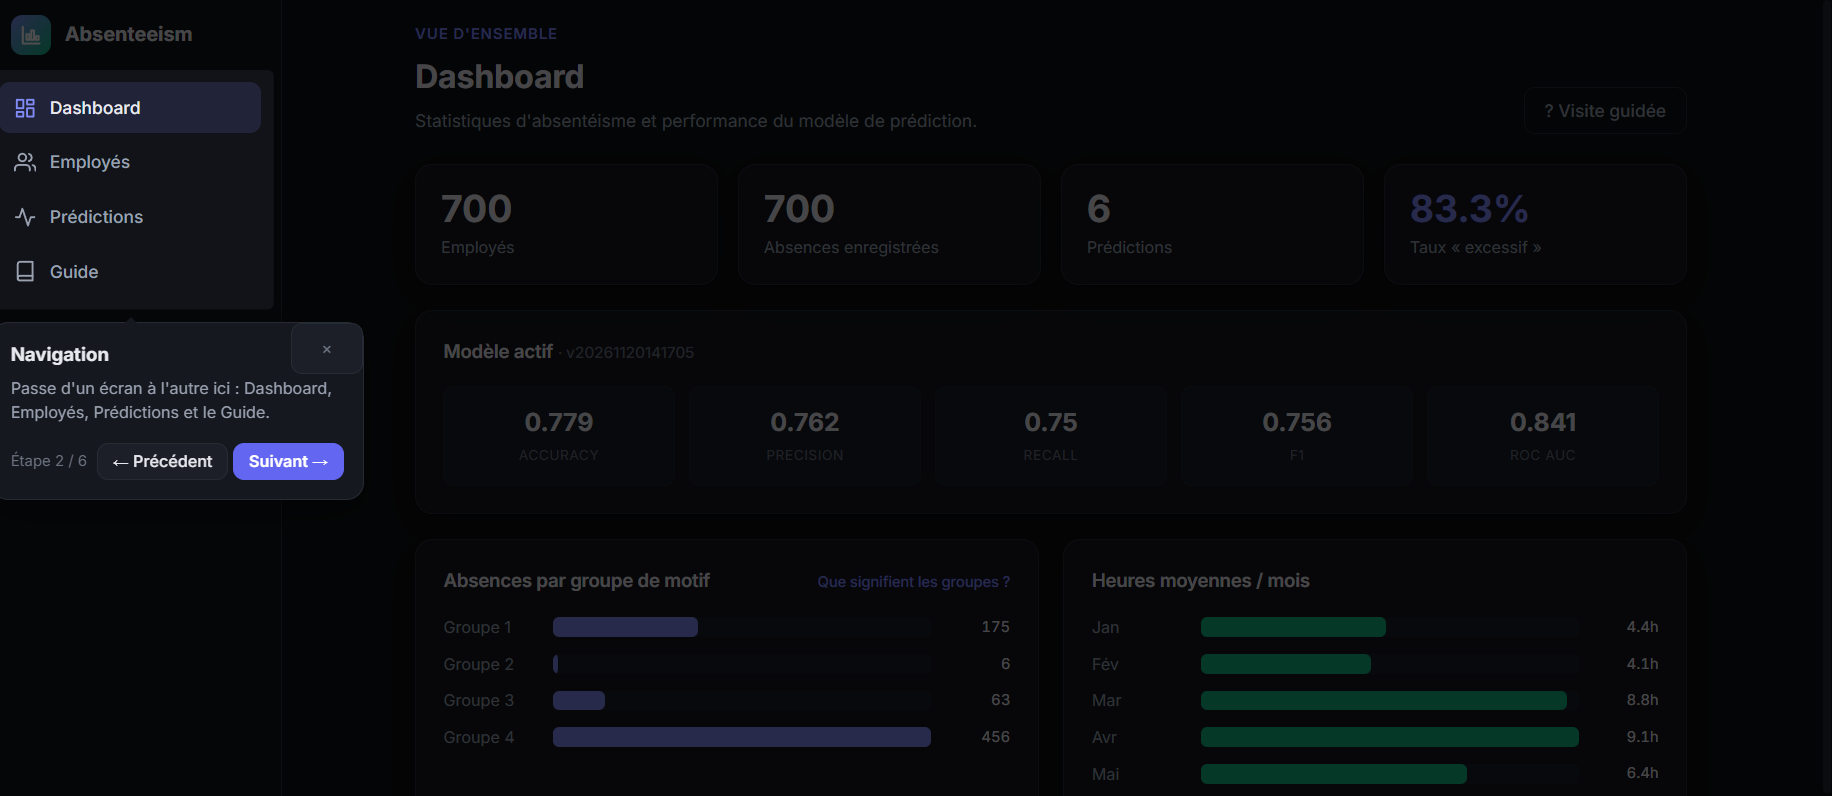 Absenteeism
Dashboard
Employés
Prédictions
Guide
Navigation
×
Passe d'un écran à l'autre ici : Dashboard,
Employés, Prédictions et le Guide.
Étape 2 / 6
← Précédent
Suivant →
VUE D'ENSEMBLE
Dashboard
Statistiques d'absentéisme et performance du modèle de prédiction.
? Visite guidée
700
Employés
700
Absences enregistrées
6
Prédictions
83.3%
Taux « excessif »
Modèle actif · v20261120141705
0.779
ACCURACY
0.762
PRECISION
0.75
RECALL
0.756
F1
0.841
ROC AUC
Absences par groupe de motif
Que signifient les groupes ?
Groupe 1 175
Groupe 2 6
Groupe 3 63
Groupe 4 456
Heures moyennes / mois
Jan 4.4h
Fév 4.1h
Mar 8.8h
Avr 9.1h
Mai 6.4h